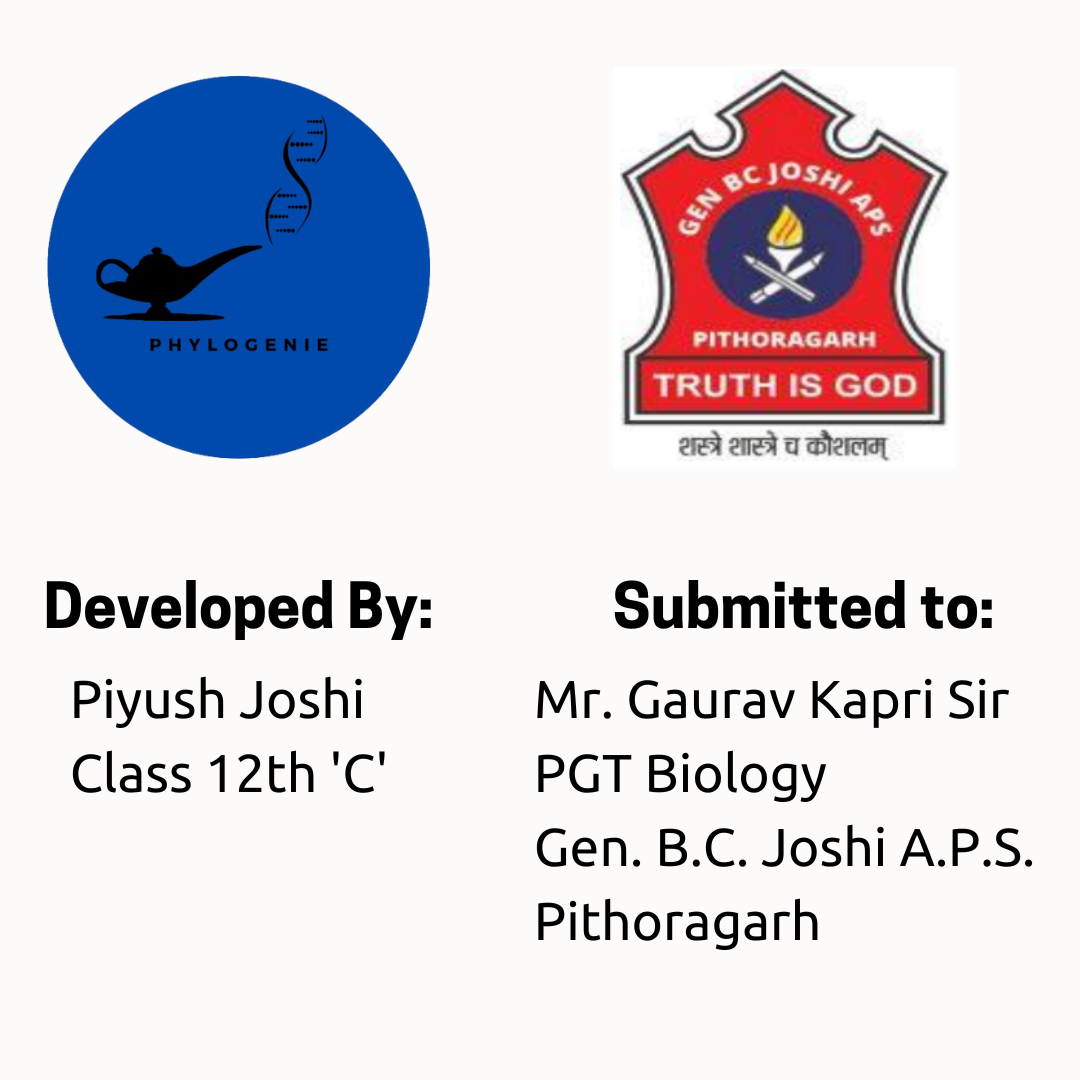 PHYLOGENIE
GEN BC JOSHI APS
PITHORAGARH
TRUTH IS GOD
शस्त्रे शास्त्रे च कौशलम्
Developed By:
Piyush Joshi
Class 12th 'C'
Submitted to:
Mr. Gaurav Kapri Sir
PGT Biology
Gen. B.C. Joshi A.P.S.
Pithoragarh